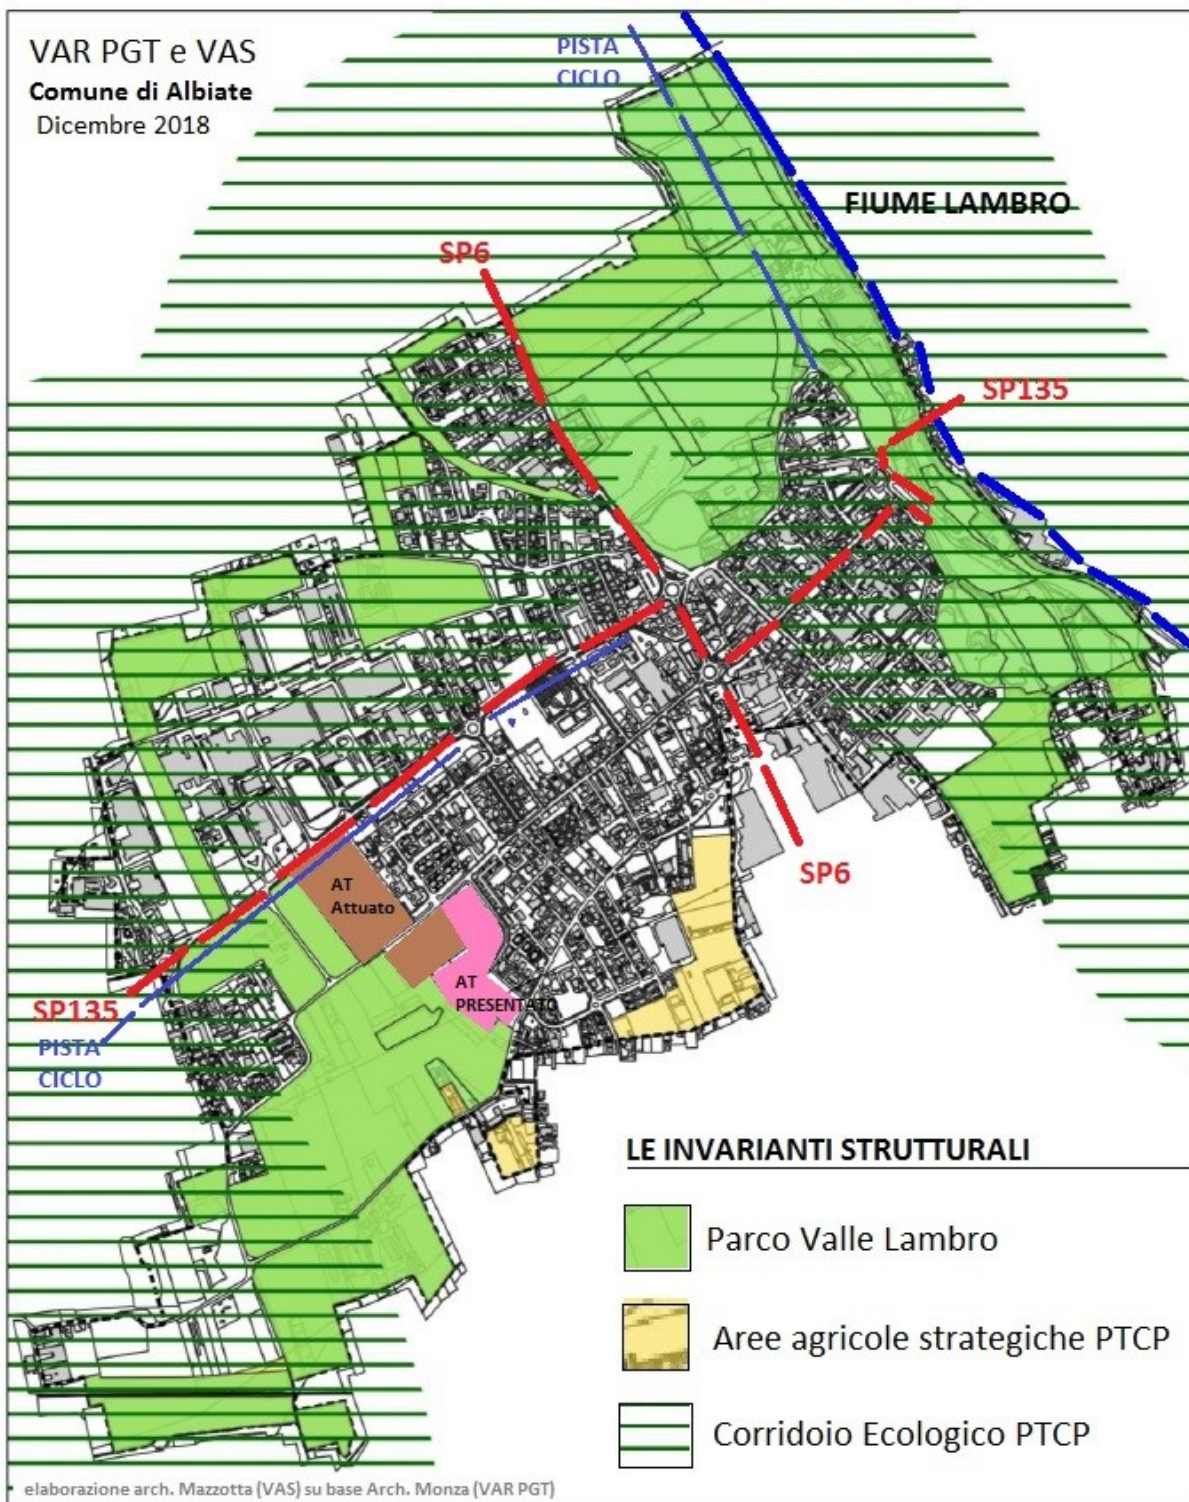 VAR PGT e VAS
Comune di Albiate
Dicembre 2018
PISTA
CICLO
FIUME LAMBRO
SP6
SP135
SP6
AT
Attuato
AT
PRESENTATO
SP135
PISTA
CICLO
LE INVARIANTI STRUTTURALI
Parco Valle Lambro
Aree agricole strategiche PTCP
Corridoio Ecologico PTCP
elaborazione arch. Mazzotta (VAS) su base Arch. Monza (VAR PGT)